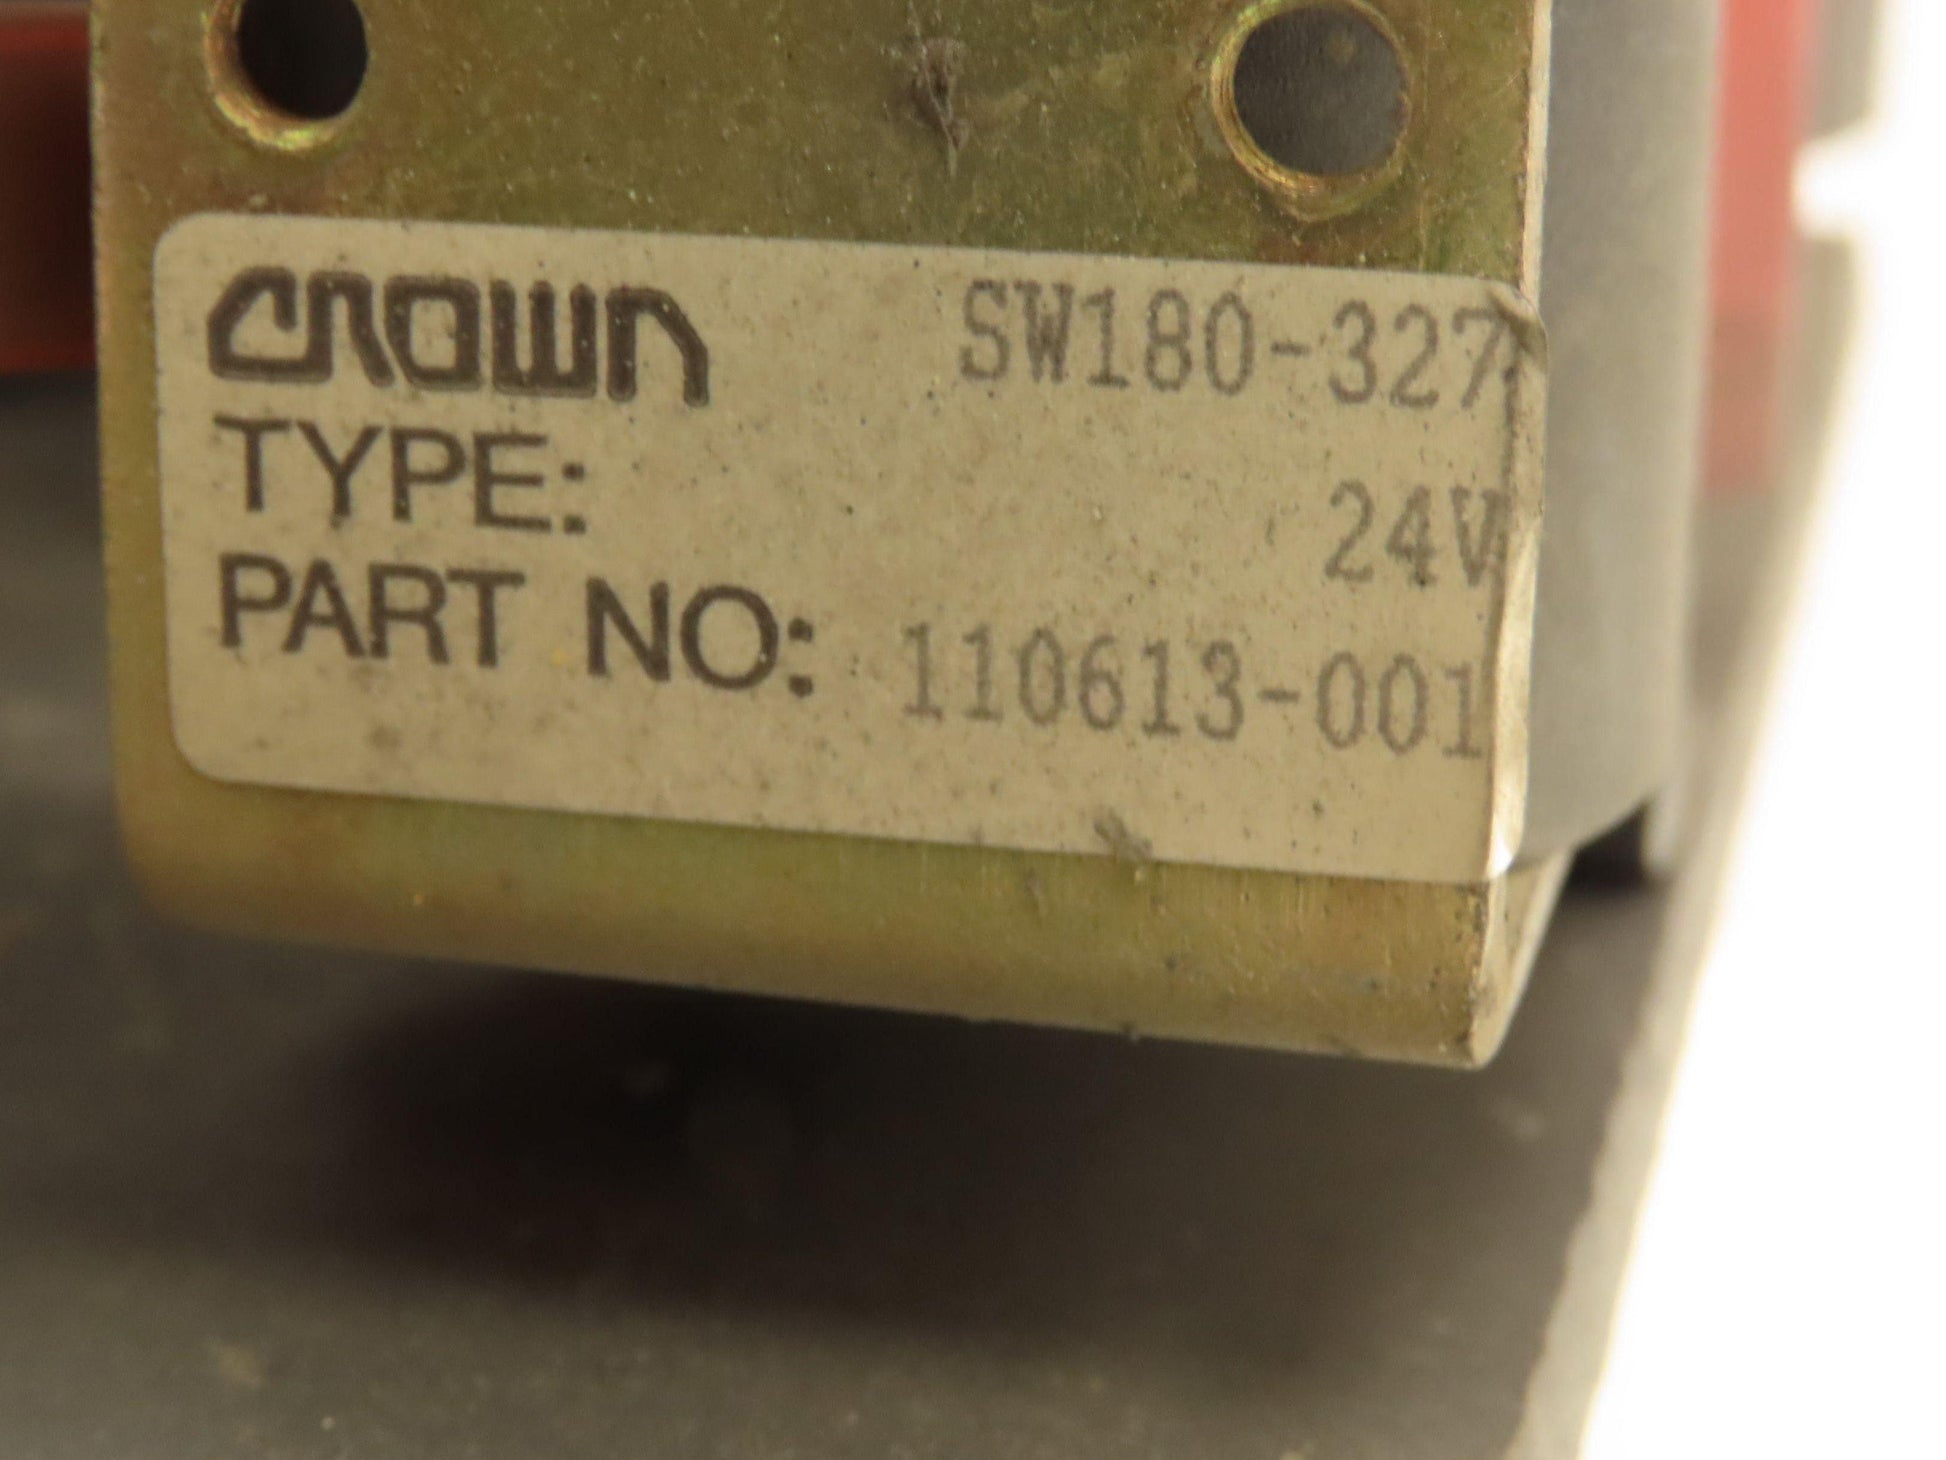 CROWN SW180-327
TYPE: 24V
PART NO: 110613-001